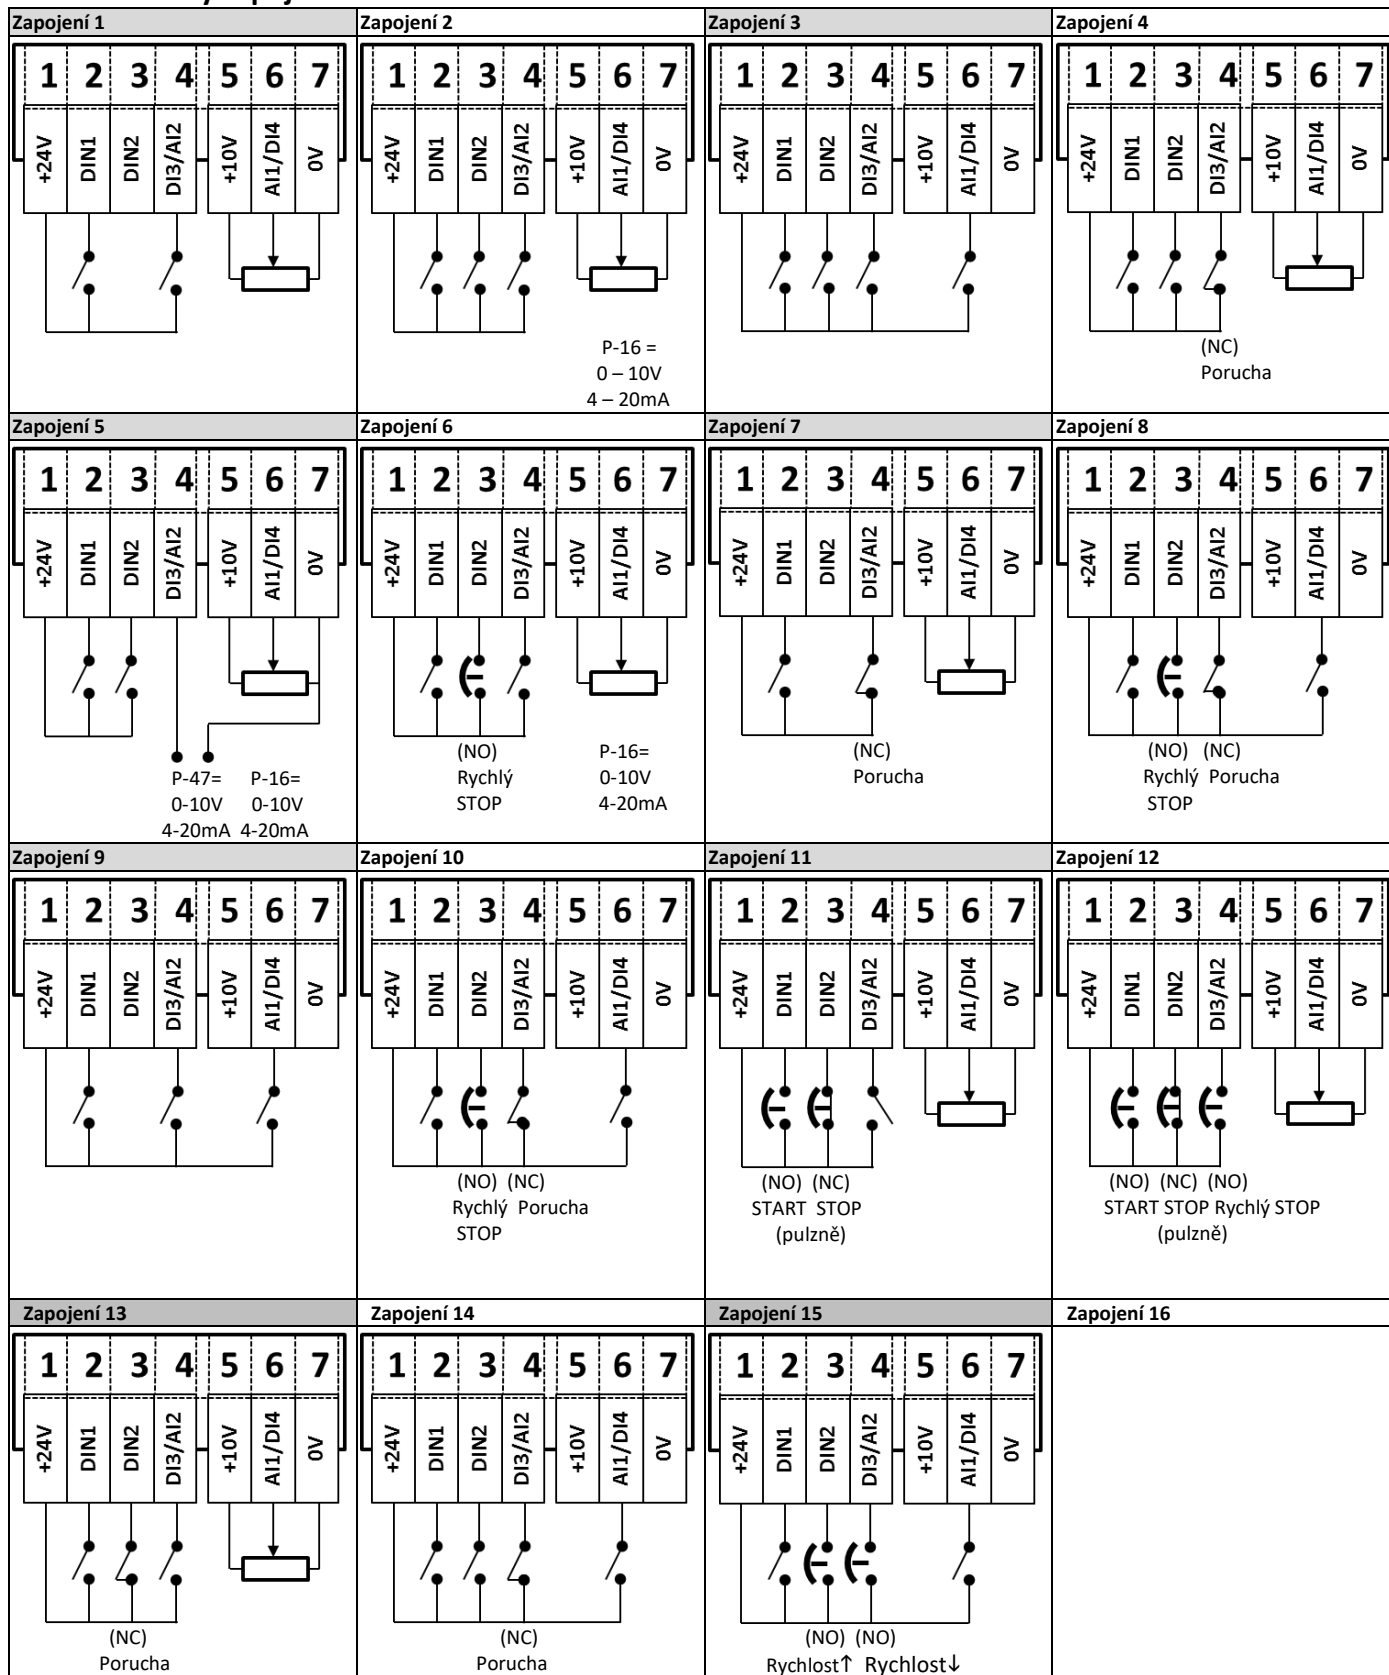 Zapojení 1 Zapojení 2 Zapojení 3 Zapojení 4
1 2 3 4 5 6 7 1 2 3 4 5 6 7 1 2 3 4 5 6 7 1 2 3 4 5 6 7
+24V DIN1 DIN2 DI3/AI2 +10V AI1/DI4 0V +24V DIN1 DIN2 DI3/AI2 +10V AI1/DI4 0V +24V DIN1 DIN2 DI3/AI2 +10V AI1/DI4 0V +24V DIN1 DIN2 DI3/AI2 +10V AI1/DI4 0V
P-16 = (NC)
0 – 10V Porucha
4 – 20mA
Zapojení 5 Zapojení 6 Zapojení 7 Zapojení 8
1 2 3 4 5 6 7 1 2 3 4 5 6 7 1 2 3 4 5 6 7 1 2 3 4 5 6 7
+24V DIN1 DIN2 DI3/AI2 +10V AI1/DI4 0V +24V DIN1 DIN2 DI3/AI2 +10V AI1/DI4 0V +24V DIN1 DIN2 DI3/AI2 +10V AI1/DI4 0V +24V DIN1 DIN2 DI3/AI2 +10V AI1/DI4 0V
(NO) P-16= (NC) (NO) (NC)
P-47= P-16= Rychlý 0-10V Porucha Rychlý Porucha
0-10V 0-10V STOP 4-20mA STOP
4-20mA 4-20mA
Zapojení 9 Zapojení 10 Zapojení 11 Zapojení 12
1 2 3 4 5 6 7 1 2 3 4 5 6 7 1 2 3 4 5 6 7 1 2 3 4 5 6 7
+24V DIN1 DIN2 DI3/AI2 +10V AI1/DI4 0V +24V DIN1 DIN2 DI3/AI2 +10V AI1/DI4 0V +24V DIN1 DIN2 DI3/AI2 +10V AI1/DI4 0V +24V DIN1 DIN2 DI3/AI2 +10V AI1/DI4 0V
(NO) (NC) (NO) (NC) (NO) (NC) (NO)
Rychlý Porucha START STOP START STOP Rychlý STOP
STOP (pulzně) (pulzně)
Zapojení 13 Zapojení 14 Zapojení 15 Zapojení 16
1 2 3 4 5 6 7 1 2 3 4 5 6 7 1 2 3 4 5 6 7
+24V DIN1 DIN2 DI3/AI2 +10V AI1/DI4 0V +24V DIN1 DIN2 DI3/AI2 +10V AI1/DI4 0V +24V DIN1 DIN2 DI3/AI2 +10V AI1/DI4 0V
(NC) (NC) (NO) (NO)
Porucha Porucha Rychlost↑ Rychlost↓